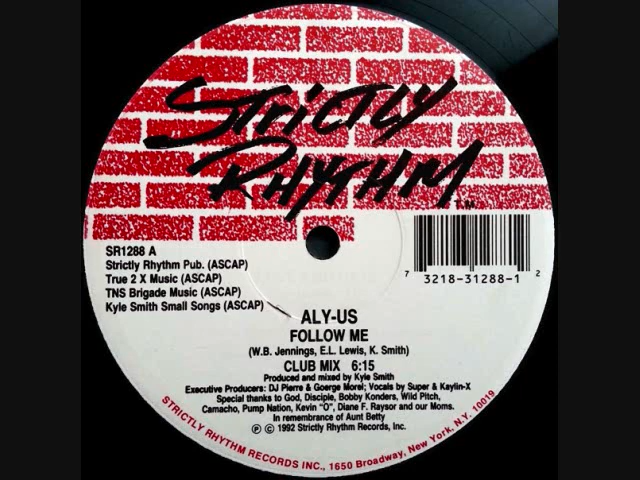 STRICTLY
RHYTHM TM
SR1288 A
Strictly Rhythm Pub. (ASCAP)
True 2 X Music (ASCAP)
TNS Brigade Music (ASCAP)
Kyle Smith Small Songs (ASCAP)
7 3218-31288-1 2
ALY-US
FOLLOW ME
(W.B. Jennings, E.L. Lewis, K. Smith)
CLUB MIX 6:15
Produced and mixed by Kyle Smith
Executive Producers: DJ Pierre & Goerge Morel; Vocals by Super & Kaylin-X
Special thanks to God, Disciple, Bobby Konders, Wild Pitch,
Camacho, Pump Nation, Kevin "O", Diane F. Raysor and our Moms.
In remembrance of Aunt Betty
℗ © 1992 Strictly Rhythm Records, Inc.
STRICTLY RHYTHM RECORDS INC., 1650 Broadway, New York, N.Y. 10019